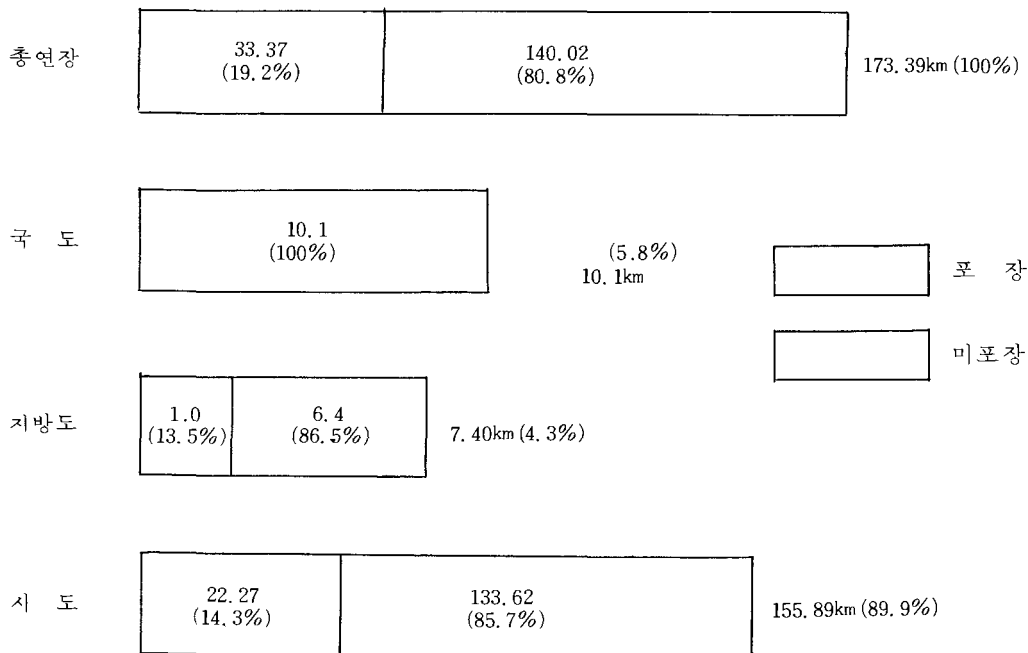 총연장
33.37
(19.2%)
140.02
(80.8%)
173.39km (100%)
국 도
10.1
(100%)
(5.8%)
10.1km
포 장
미포장
지방도
1.0
(13.5%)
6.4
(86.5%)
7.40km (4.3%)
시 도
22.27
(14.3%)
133.62
(85.7%)
155.89km (89.9%)